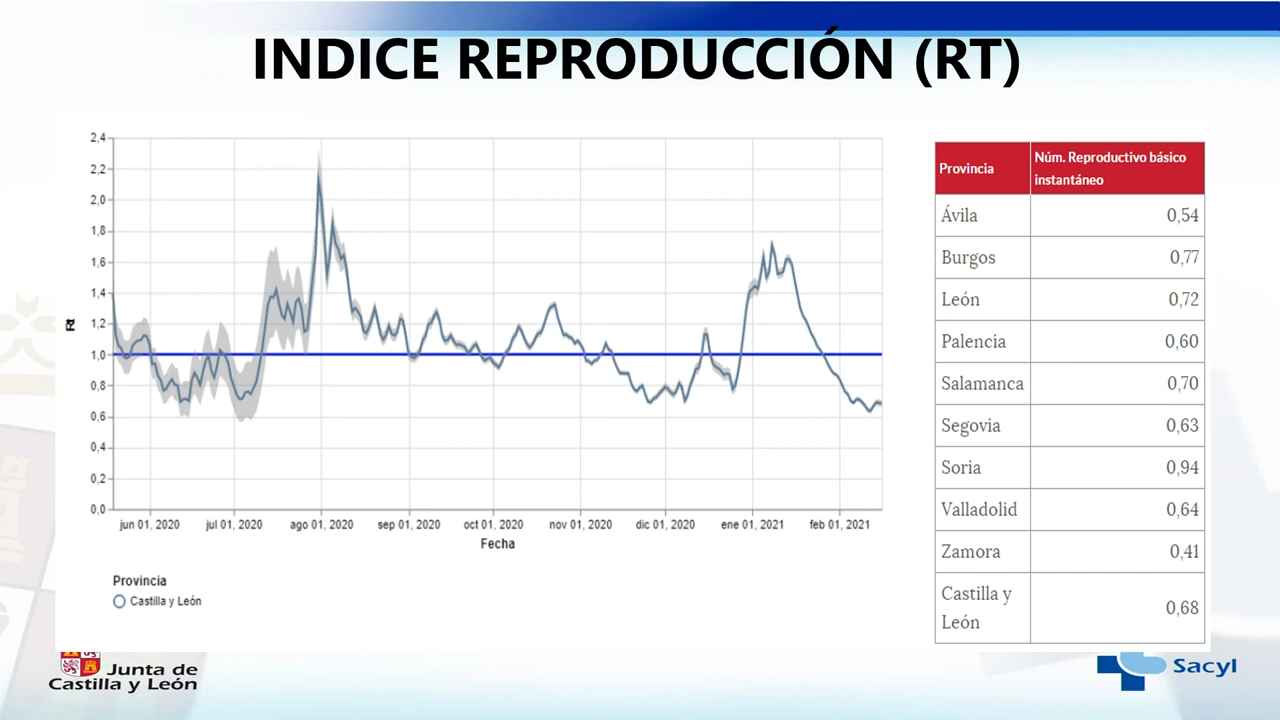 INDICE REPRODUCCIÓN (RT)
2,4
2,2
2,0
1,8
1,6
1,4
1,2
1,0
0,8
0,6
0,4
0,2
0,0
Rt
jun 01, 2020 jul 01, 2020 ago 01, 2020 sep 01, 2020 oct 01, 2020 nov 01, 2020 dic 01, 2020 ene 01, 2021 feb 01, 2021
Fecha
Provincia
Castilla y León
Provincia Núm. Reproductivo básico
instantáneo
Ávila 0,54
Burgos 0,77
León 0,72
Palencia 0,60
Salamanca 0,70
Segovia 0,63
Soria 0,94
Valladolid 0,64
Zamora 0,41
Castilla y
León 0,68
Junta de
Castilla y León
Sacyl